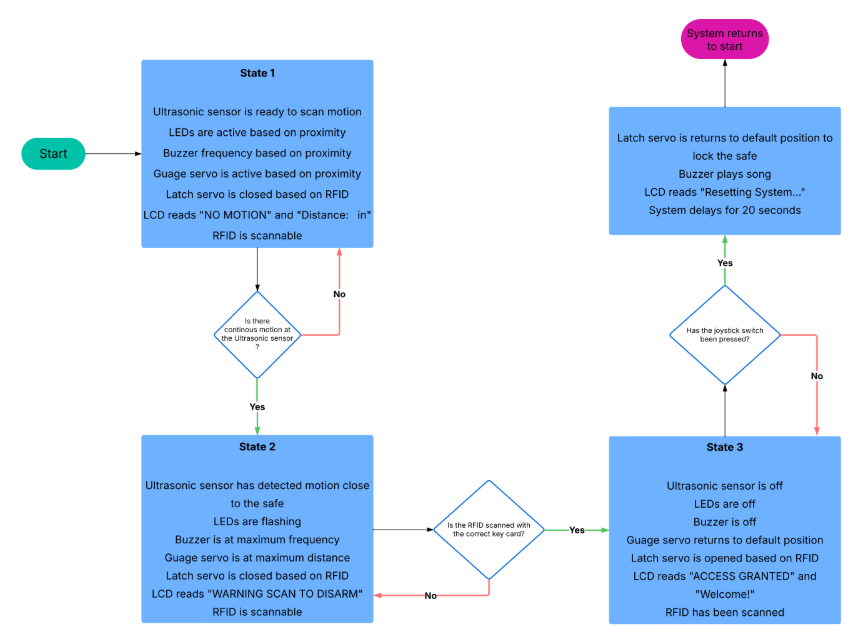 Start
State 1
Ultrasonic sensor is ready to scan motion
LEDs are active based on proximity
Buzzer frequency based on proximity
Guage servo is active based on proximity
Latch servo is closed based on RFID
LCD reads "NO MOTION" and "Distance:   in"
RFID is scannable
No
Is there
continous motion at
the Ultrasonic sensor
?
Yes
State 2
Ultrasonic sensor has detected motion close
to the safe
LEDs are flashing
Buzzer is at maximum frequency
Guage servo is at maximum distance
Latch servo is closed based on RFID
LCD reads "WARNING SCAN TO DISARM"
RFID is scannable
Is the RFID scanned with
the correct key card?
No
Yes
State 3
Ultrasonic sensor is off
LEDs are off
Buzzer is off
Guage servo returns to default position
Latch servo is opened based on RFID
LCD reads "ACCESS GRANTED" and
"Welcome!"
RFID has been scanned
Has the joystick switch
been pressed?
No
Yes
Latch servo is returns to default position to
lock the safe
Buzzer plays song
LCD reads "Resetting System..."
System delays for 20 seconds
System returns
to start